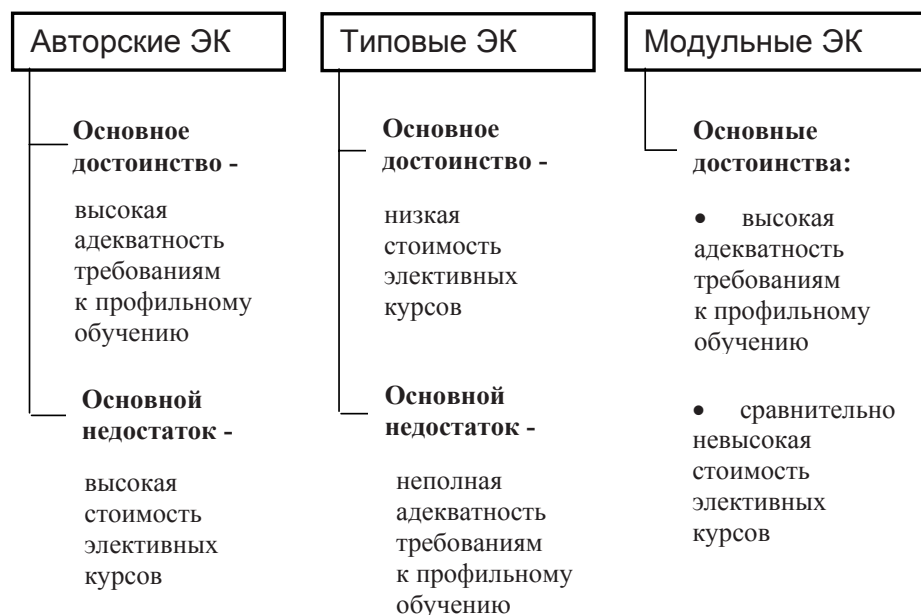 Авторские ЭК
Основное
достоинство -
высокая
адекватность
требованиям
к профильному
обучению
Основной
недостаток -
высокая
стоимость
элективных
курсов
Типовые ЭК
Основное
достоинство -
низкая
стоимость
элективных
курсов
Основной
недостаток -
неполная
адекватность
требованиям
к профильному
обучению
Модульные ЭК
Основные
достоинства:
• высокая
адекватность
требованиям
к профильному
обучению
• сравнительно
невысокая
стоимость
элективных
курсов